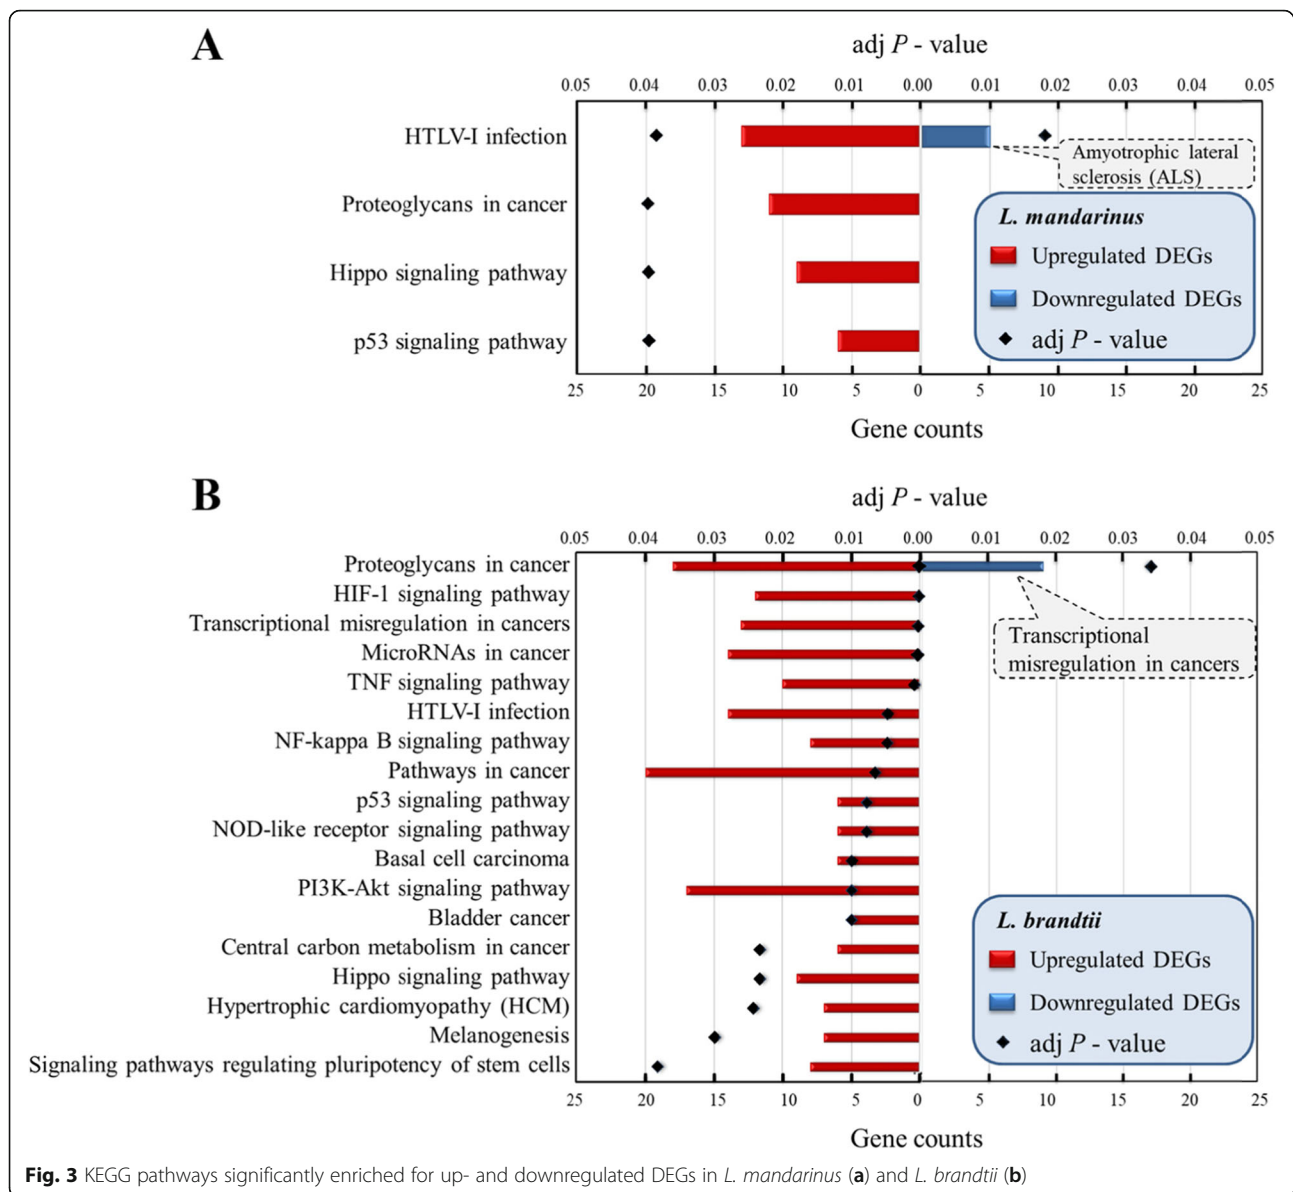 A
adj P - value
0.05 0.04 0.03 0.02 0.01 0.00 0.01 0.02 0.03 0.04 0.05
HTLV-I infection
Amyotrophic lateral
sclerosis (ALS)
Proteoglycans in cancer
Hippo signaling pathway
p53 signaling pathway
L. mandarinus
Upregulated DEGs
Downregulated DEGs
adj P - value
25 20 15 10 5 0 5 10 15 20 25
Gene counts
B
adj P - value
0.05 0.04 0.03 0.02 0.01 0.00 0.01 0.02 0.03 0.04 0.05
Proteoglycans in cancer
HIF-1 signaling pathway
Transcriptional misregulation in cancers
MicroRNAs in cancer
TNF signaling pathway
HTLV-I infection
NF-kappa B signaling pathway
Pathways in cancer
p53 signaling pathway
NOD-like receptor signaling pathway
Basal cell carcinoma
PI3K-Akt signaling pathway
Bladder cancer
Central carbon metabolism in cancer
Hippo signaling pathway
Hypertrophic cardiomyopathy (HCM)
Melanogenesis
Signaling pathways regulating pluripotency of stem cells
Transcriptional
misregulation in cancers
L. brandtii
Upregulated DEGs
Downregulated DEGs
adj P - value
25 20 15 10 5 0 5 10 15 20 25
Gene counts
Fig. 3 KEGG pathways significantly enriched for up- and downregulated DEGs in L. mandarinus (a) and L. brandtii (b)